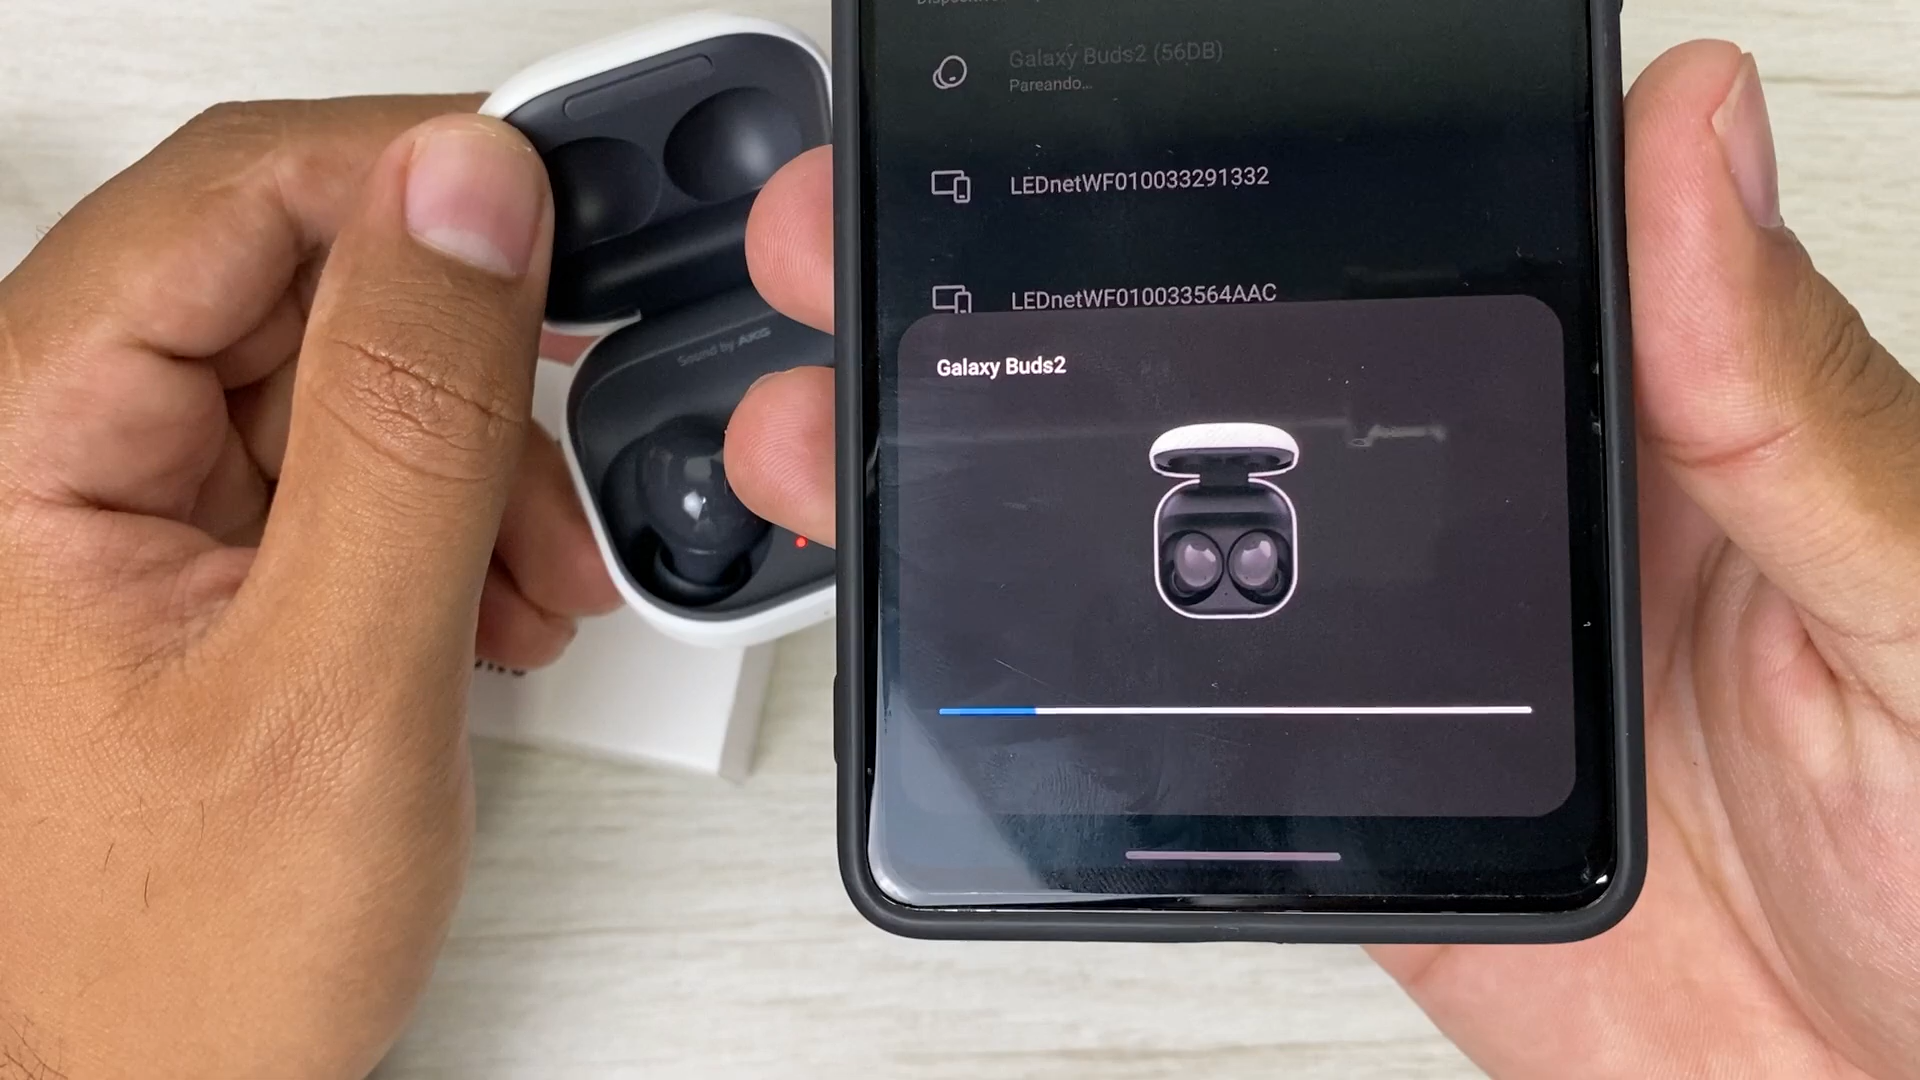 Galaxy Buds2 (56DB)
Pareando...
LEDnetWF010033291332
LEDnetWF010033564AAC
Galaxy Buds2
Sound by AKG